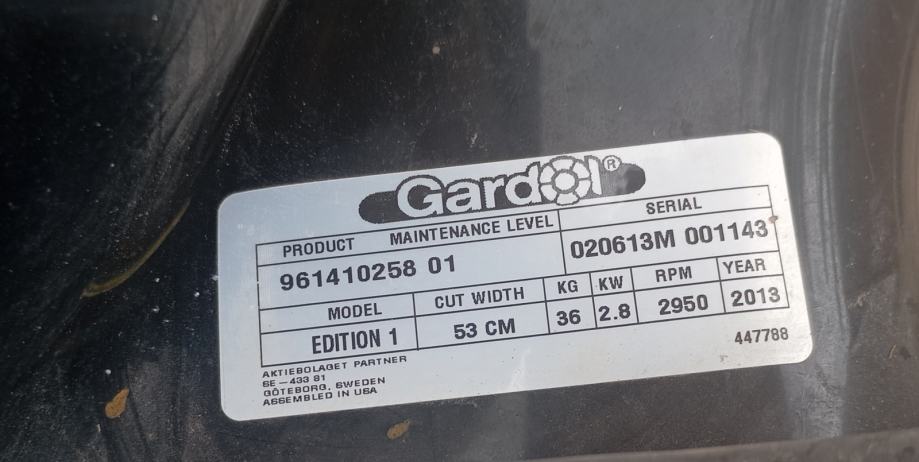 Gardol®
PRODUCT MAINTENANCE LEVEL SERIAL
961410258 01 020613M 001143
MODEL CUT WIDTH KG KW RPM YEAR
EDITION 1 53 CM 36 2.8 2950 2013
447788
AKTIEBOLAGET PARTNER
SE-433 81
GÖTEBORG, SWEDEN
ASSEMBLED IN USA